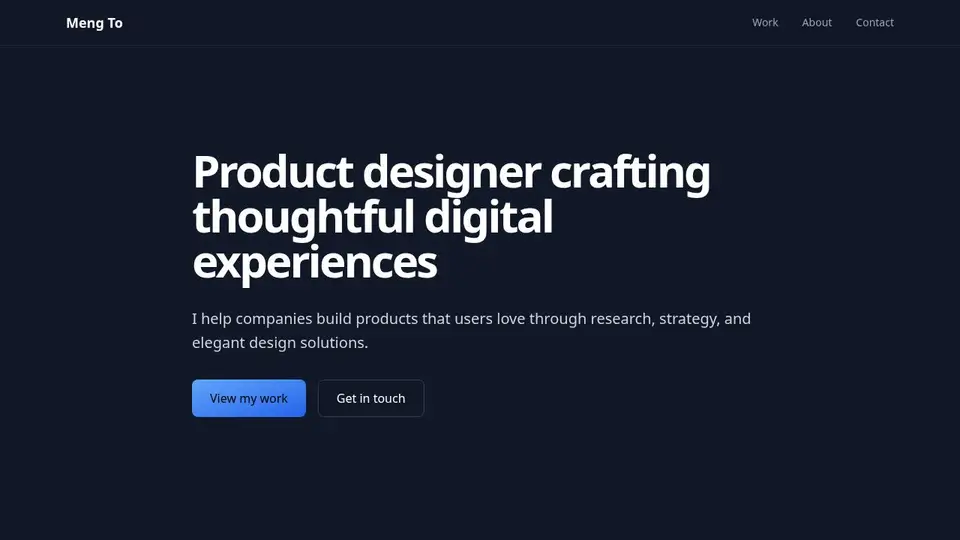 Meng To
Work
About
Contact
Product designer crafting
thoughtful digital
experiences
I help companies build products that users love through research, strategy, and
elegant design solutions.
View my work
Get in touch